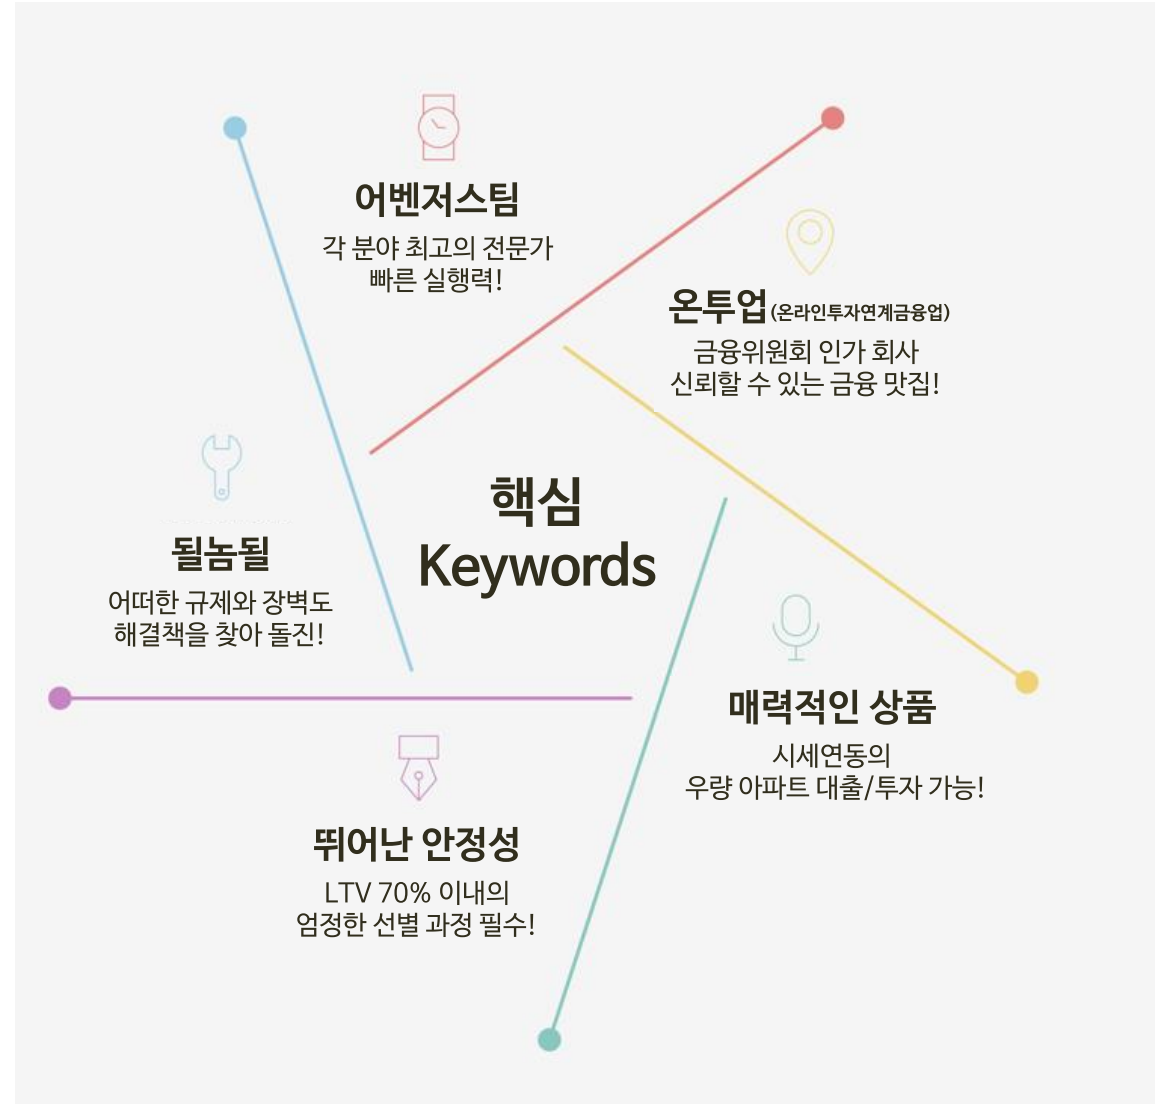 어벤저스팀
각 분야 최고의 전문가
빠른 실행력!
온투업(온라인투자연계금융업)
금융위원회 인가 회사
신뢰할 수 있는 금융 맛집!
핵심
Keywords
될놈될
어떠한 규제와 장벽도
해결책을 찾아 돌진!
매력적인 상품
시세연동의
우량 아파트 대출/투자 가능!
뛰어난 안정성
LTV 70% 이내의
엄정한 선별 과정 필수!